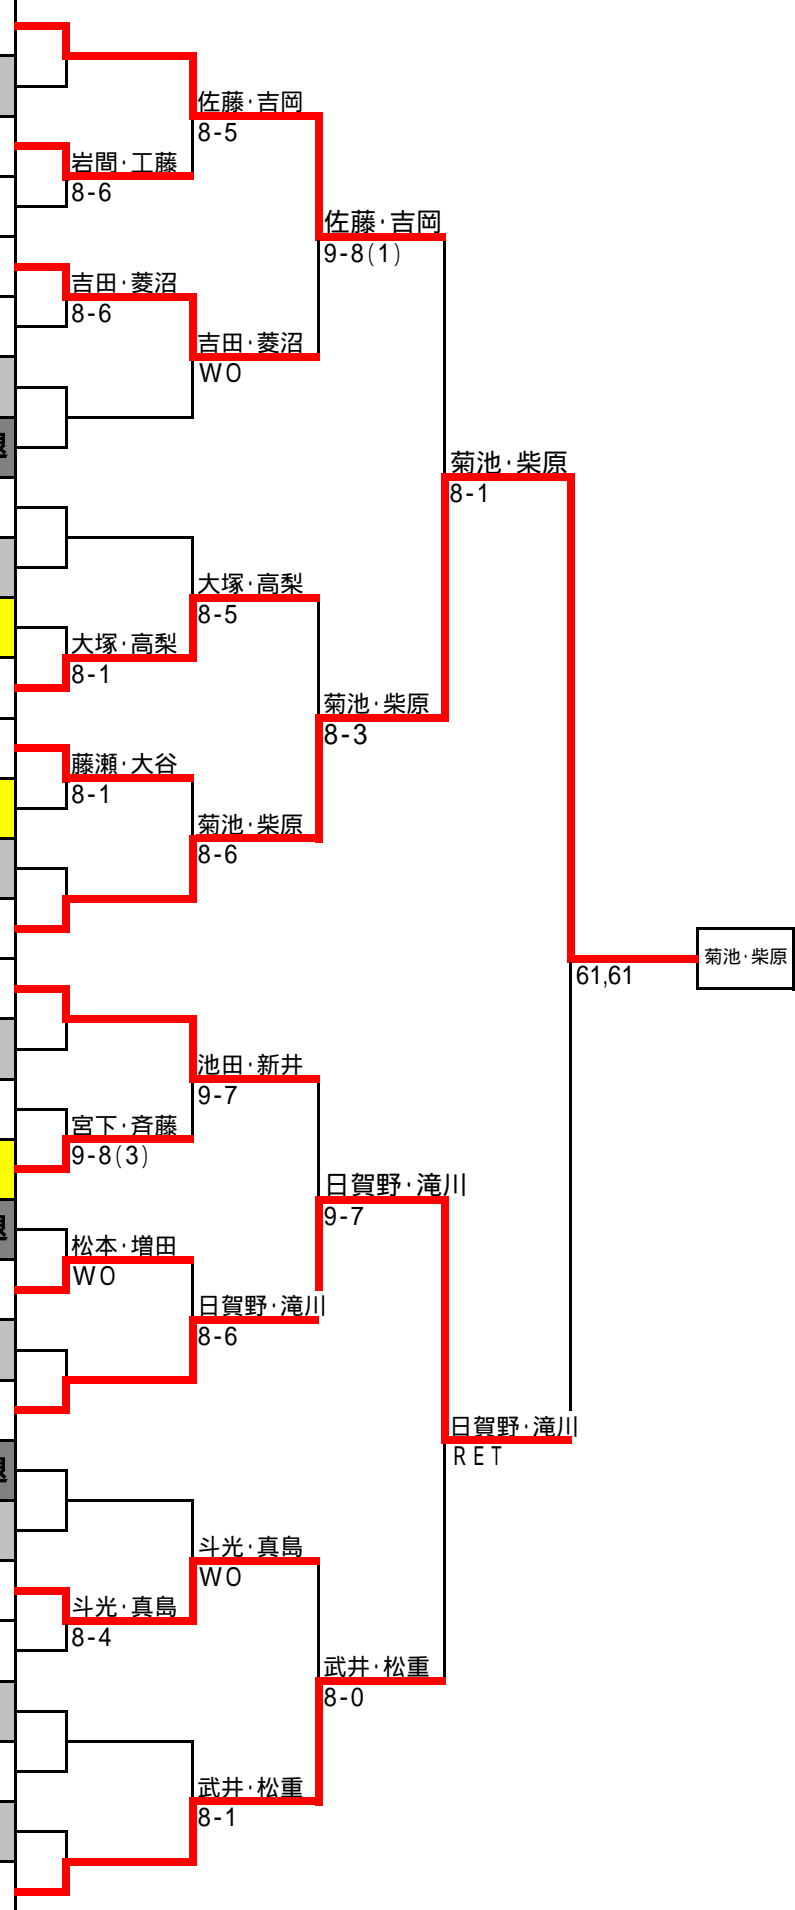 佐藤・吉岡
8-5
岩間・工藤
8-6
佐藤・吉岡
9-8(1)
吉田・菱沼
8-6
吉田・菱沼
WO
菊池・柴原
8-1
大塚・高梨
8-5
大塚・高梨
8-1
菊池・柴原
8-3
藤瀬・大谷
8-1
菊池・柴原
8-6
菊池・柴原
61,61
池田・新井
9-7
宮下・斉藤
9-8(3)
日賀野・滝川
9-7
松本・増田
WO
日賀野・滝川
8-6
日賀野・滝川
RET
斗光・真島
WO
斗光・真島
8-4
武井・松重
8-0
武井・松重
8-1